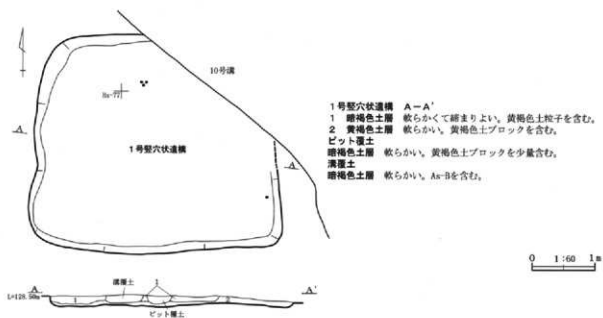 10号溝
Bs-77
A
1号竪穴状遺構
A
1号竪穴状遺構 A-A'
1 暗褐色土層 軟らかくて締まりよい。黄褐色土粒子を含む。
2 黄褐色土層 軟らかい。黄褐色土ブロックを含む。
ピット覆土
暗褐色土層 軟らかい。黄褐色土ブロックを少量含む。
溝覆土
暗褐色土層 軟らかい。As-Bを含む。
0 1:60 1m
A 溝覆土 1 A'
L=128.50m
ピット覆土